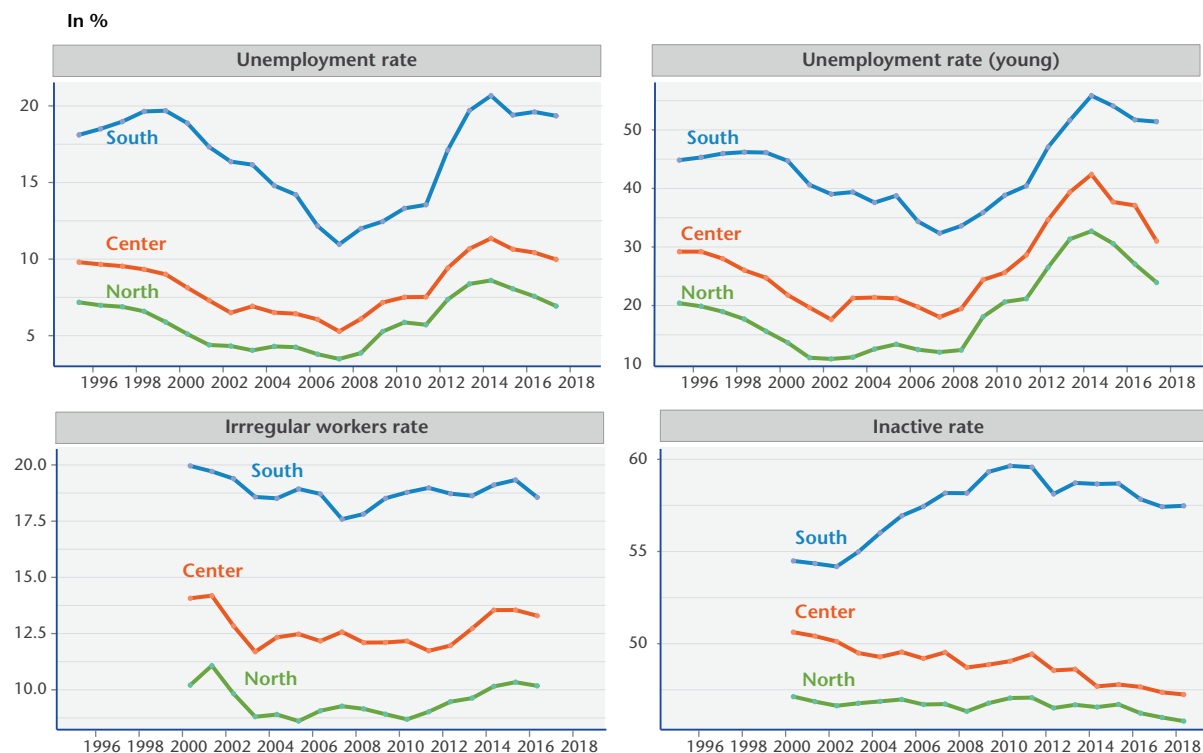 In %
Unemployment rate
20
15
10
5
South
Center
North
1996 1998 2000 2002 2004 2006 2008 2010 2012 2014 2016 2018
Unemployment rate (young)
50
40
30
20
10
South
Center
North
1996 1998 2000 2002 2004 2006 2008 2010 2012 2014 2016 2018
Irrregular workers rate
20.0
17.5
15.0
12.5
10.0
South
Center
North
1996 1998 2000 2002 2004 2006 2008 2010 2012 2014 2016 2018
Inactive rate
60
55
50
South
Center
North
1996 1998 2000 2002 2004 2006 2008 2010 2012 2014 2016 2018